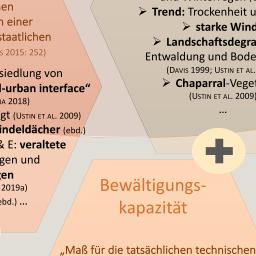 en
n einer
staatlichen
s 2015: 252)
siedlung von
l-urban interface“
IA 2018)
gt (USTIN ET AL. 2009)
indeldächer (ebd.)
& E: veraltete
gen und
gen
2019a)
ebd.) ...
➢ Trend: Trockenheit u
➢ starke Wind
➢ Landschaftsdegra
Entwaldung und Bode
(DAVIS 1999; USTIN ET AL.
➢ Chaparral-Veget
(USTIN ET AL. 2009)
...
Bewältigungs-
kapazität
„Maß für die tatsächlichen technischen